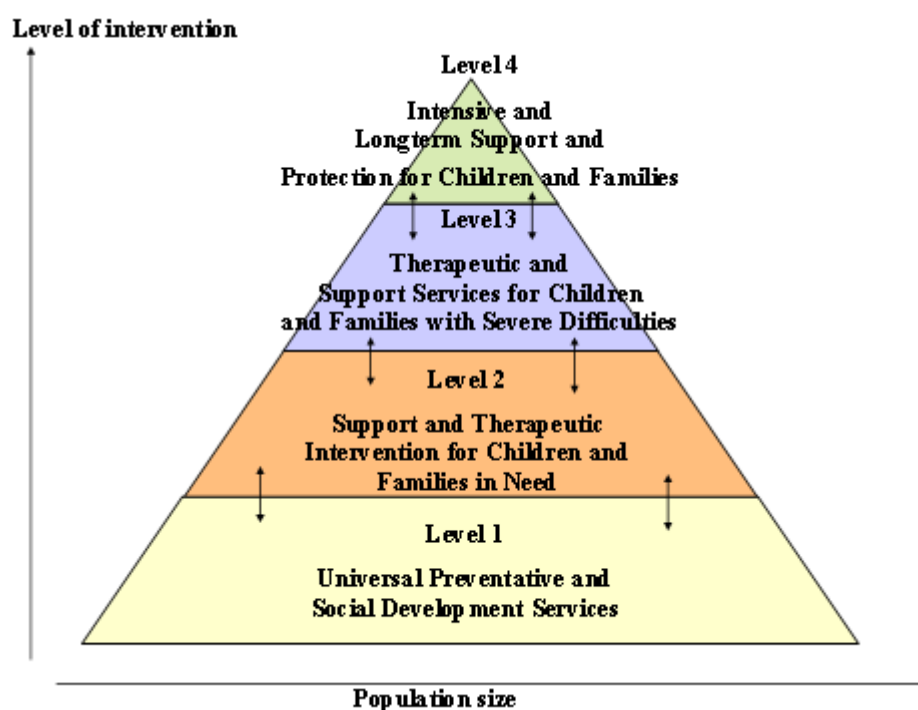 Level of intervention
Level 4
Intensive and
Longterm Support and
Protection for Children and Families
Level 3
Therapeutic and
Support Services for Children
and Families with Severe Difficulties
Level 2
Support and Therapeutic
Intervention for Children and
Families in Need
Level 1
Universal Preventative and
Social Development Services
Population size